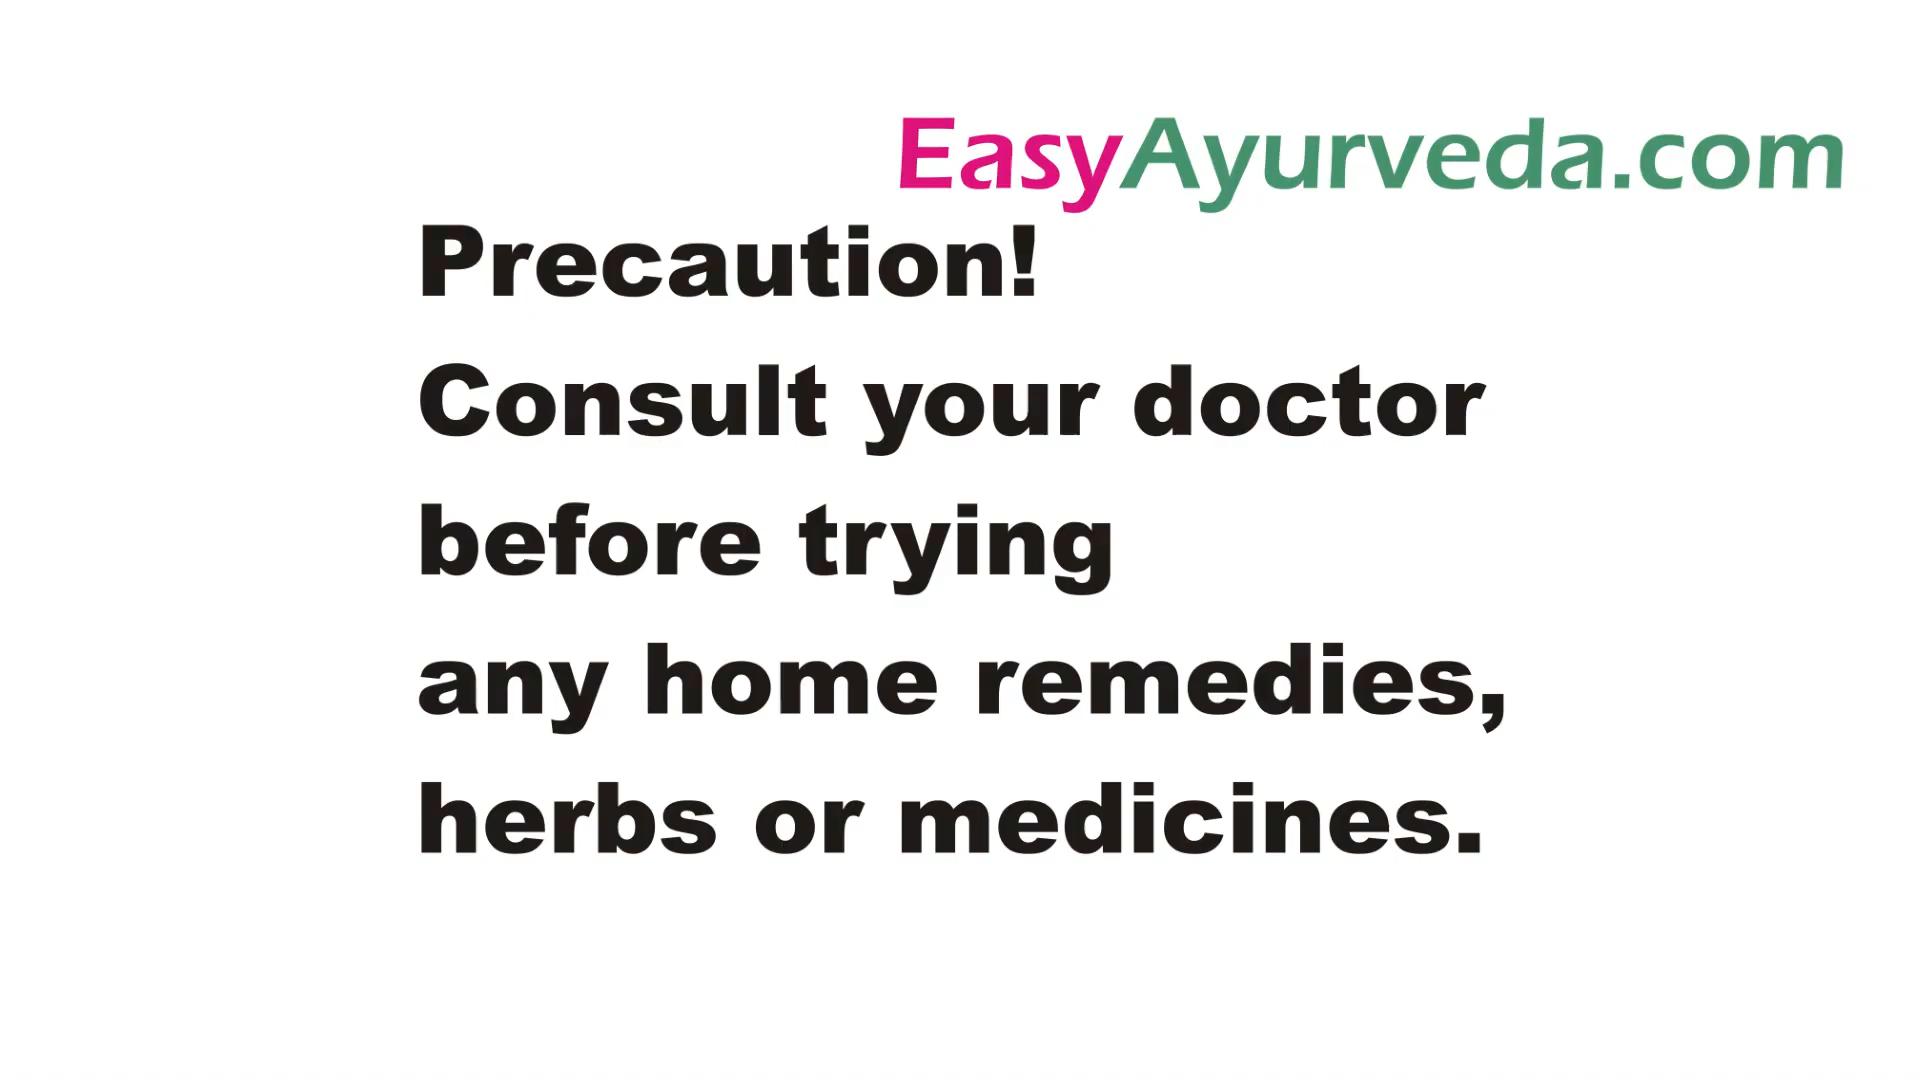 EasyAyurveda.com
Precaution!
Consult your doctor
before trying
any home remedies,
herbs or medicines.